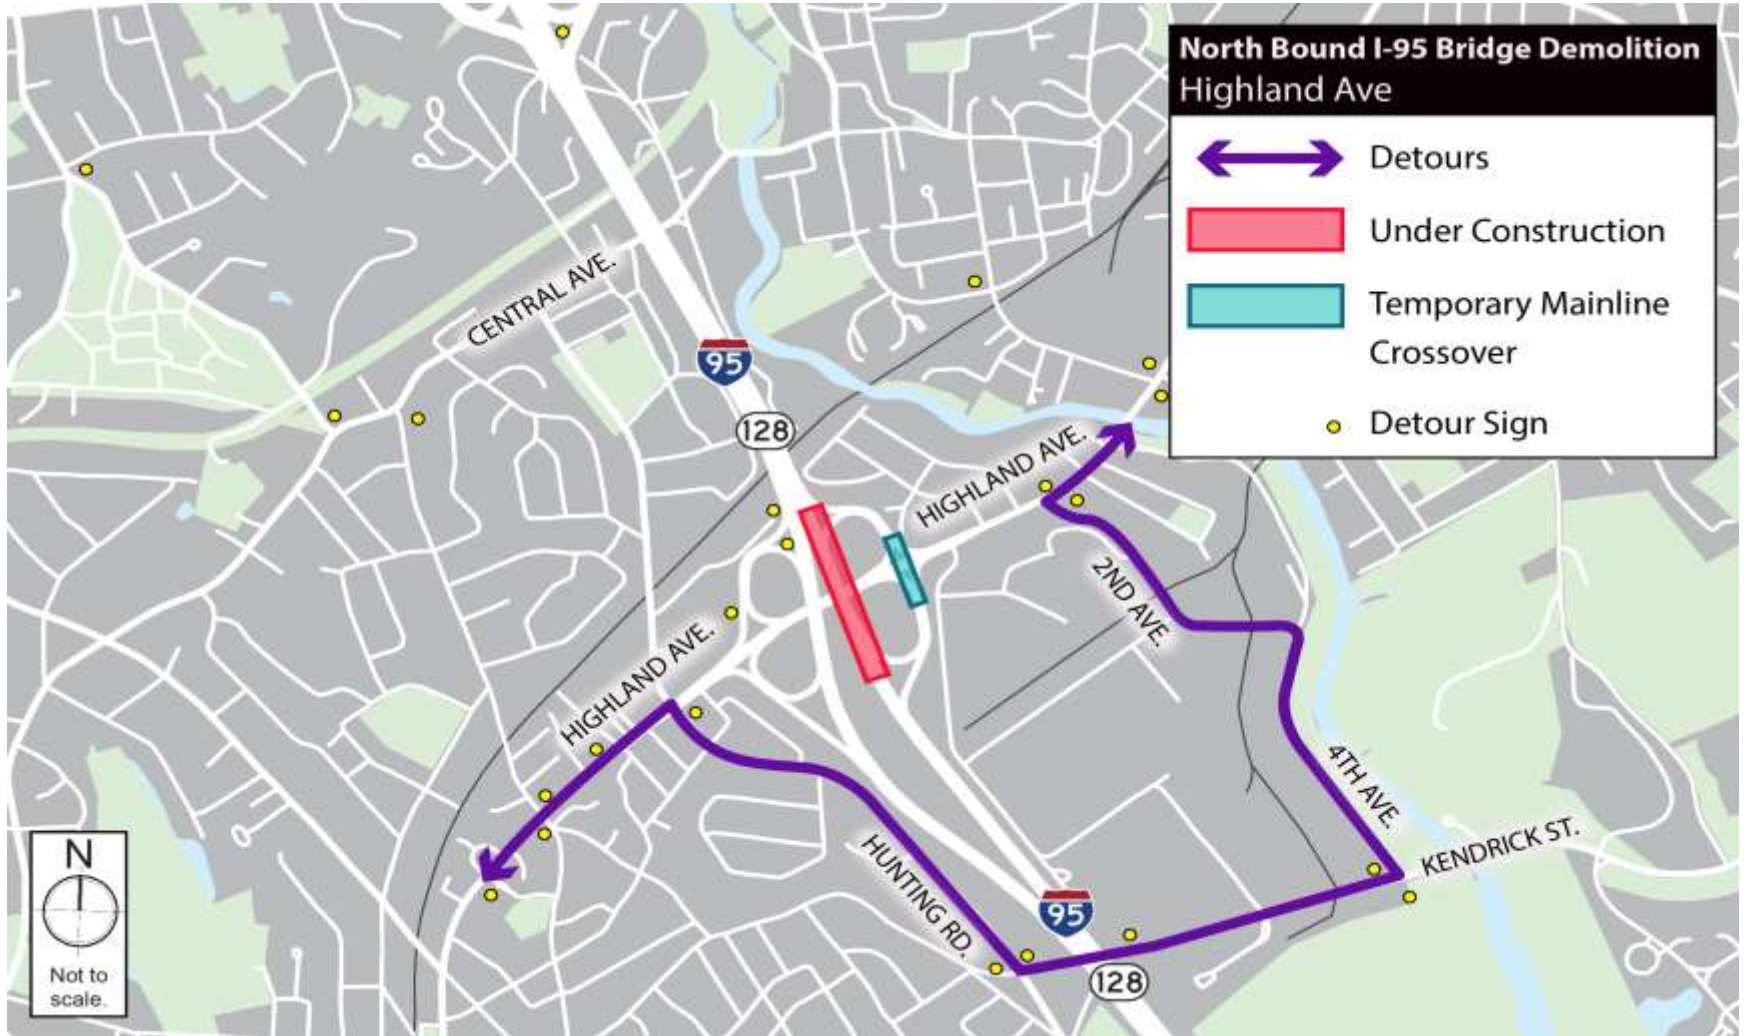 North Bound I-95 Bridge Demolition
Highland Ave
Detours
Under Construction
Temporary Mainline
Crossover
Detour Sign
CENTRAL AVE.
95
128
HIGHLAND AVE.
2ND AVE.
HIGHLAND AVE.
4TH AVE.
KENDRICK ST.
HUNTING RD.
95
128
N
Not to
scale.